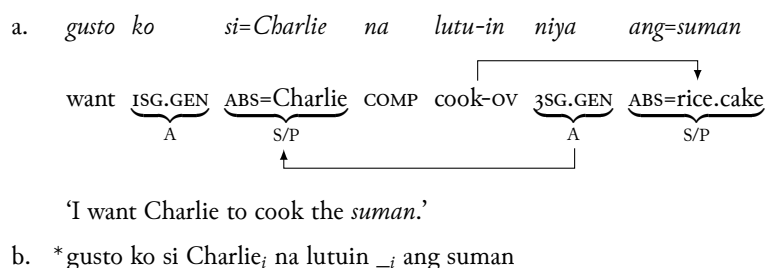 a. gusto ko si=Charlie na lutu-in niya ang=suman
want 1SG.GEN ABS=Charlie COMP cook-OV 3SG.GEN ABS=rice.cake
A S/P A S/P
‘I want Charlie to cook the suman.’
b. *gusto ko si Charlieᵢ na lutuin _ᵢ ang suman